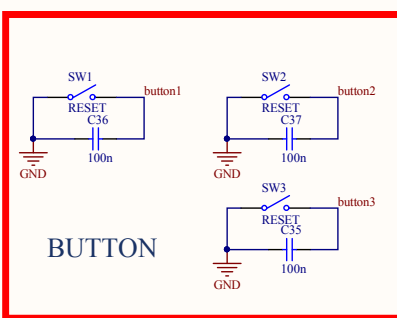 SW1
button1
RESET
C36
100n
GND
SW2
button2
RESET
C37
100n
GND
SW3
button3
RESET
C35
100n
GND
BUTTON